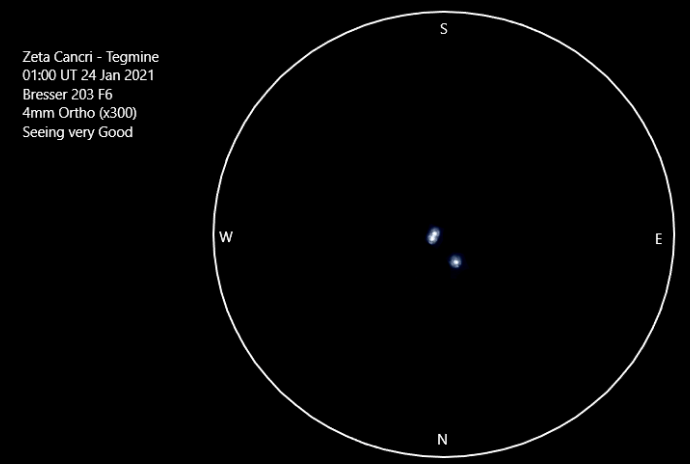 S
Zeta Cancri - Tegmine
01:00 UT 24 Jan 2021
Bresser 203 F6
4mm Ortho (x300)
Seeing very Good
W
E
N